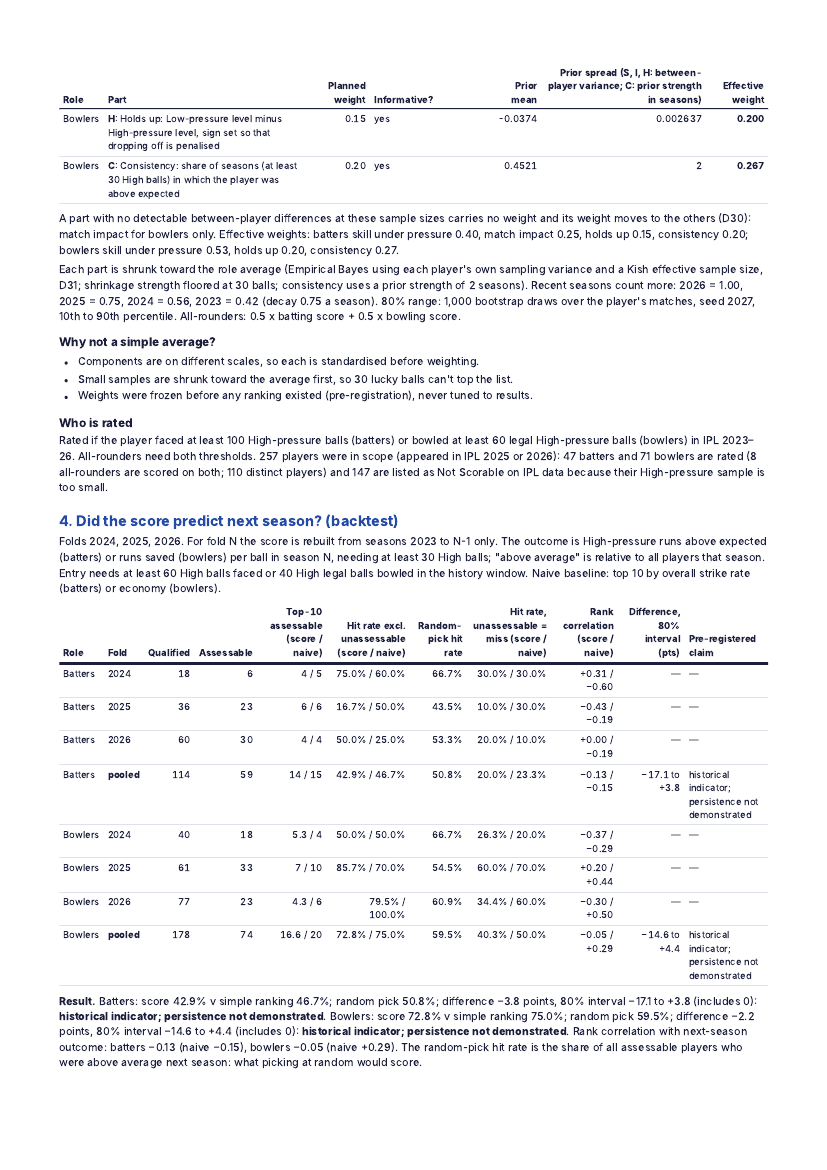 Role Part Planned weight Informative? Prior mean Prior spread (S, I, H: between-player variance; C: prior strength in seasons) Effective weight
Bowlers H: Holds up: Low-pressure level minus High-pressure level, sign set so that dropping off is penalised 0.15 yes -0.0374 0.002637 0.200
Bowlers C: Consistency: share of seasons (at least 30 High balls) in which the player was above expected 0.20 yes 0.4521 2 0.267
A part with no detectable between-player differences at these sample sizes carries no weight and its weight moves to the others (D30):
match impact for bowlers only. Effective weights: batters skill under pressure 0.40, match impact 0.25, holds up 0.15, consistency 0.20;
bowlers skill under pressure 0.53, holds up 0.20, consistency 0.27.
Each part is shrunk toward the role average (Empirical Bayes using each player's own sampling variance and a Kish effective sample size,
D31; shrinkage strength floored at 30 balls; consistency uses a prior strength of 2 seasons). Recent seasons count more: 2026 = 1.00,
2025 = 0.75, 2024 = 0.56, 2023 = 0.42 (decay 0.75 a season). 80% range: 1,000 bootstrap draws over the player's matches, seed 2027,
10th to 90th percentile. All-rounders: 0.5 x batting score + 0.5 x bowling score.
Why not a simple average?
• Components are on different scales, so each is standardised before weighting.
• Small samples are shrunk toward the average first, so 30 lucky balls can't top the list.
• Weights were frozen before any ranking existed (pre-registration), never tuned to results.
Who is rated
Rated if the player faced at least 100 High-pressure balls (batters) or bowled at least 60 legal High-pressure balls (bowlers) in IPL 2023–
26. All-rounders need both thresholds. 257 players were in scope (appeared in IPL 2025 or 2026): 47 batters and 71 bowlers are rated (8
all-rounders are scored on both; 110 distinct players) and 147 are listed as Not Scorable on IPL data because their High-pressure sample is
too small.
4. Did the score predict next season? (backtest)
Folds 2024, 2025, 2026. For fold N the score is rebuilt from seasons 2023 to N-1 only. The outcome is High-pressure runs above expected
(batters) or runs saved (bowlers) per ball in season N, needing at least 30 High balls; "above average" is relative to all players that season.
Entry needs at least 60 High balls faced or 40 High legal balls bowled in the history window. Naive baseline: top 10 by overall strike rate
(batters) or economy (bowlers).
Role Fold Qualified Assessable Top-10 assessable (score / naive) Hit rate excl. unassessable (score / naive) Random-pick hit rate Hit rate, unassessable = miss (score / naive) Rank correlation (score / naive) Difference, 80% interval (pts) Pre-registered claim
Batters 2024 18 6 4 / 5 75.0% / 60.0% 66.7% 30.0% / 30.0% +0.31 / −0.60 — —
Batters 2025 36 23 6 / 6 16.7% / 50.0% 43.5% 10.0% / 30.0% −0.43 / −0.19 — —
Batters 2026 60 30 4 / 4 50.0% / 25.0% 53.3% 20.0% / 10.0% +0.00 / −0.19 — —
Batters pooled 114 59 14 / 15 42.9% / 46.7% 50.8% 20.0% / 23.3% −0.13 / −0.15 −17.1 to +3.8 historical indicator; persistence not demonstrated
Bowlers 2024 40 18 5.3 / 4 50.0% / 50.0% 66.7% 26.3% / 20.0% −0.37 / −0.29 — —
Bowlers 2025 61 33 7 / 10 85.7% / 70.0% 54.5% 60.0% / 70.0% +0.20 / +0.44 — —
Bowlers 2026 77 23 4.3 / 6 79.5% / 100.0% 60.9% 34.4% / 60.0% −0.30 / +0.50 — —
Bowlers pooled 178 74 16.6 / 20 72.8% / 75.0% 59.5% 40.3% / 50.0% −0.05 / +0.29 −14.6 to +4.4 historical indicator; persistence not demonstrated
Result. Batters: score 42.9% v simple ranking 46.7%; random pick 50.8%; difference −3.8 points, 80% interval −17.1 to +3.8 (includes 0):
historical indicator; persistence not demonstrated. Bowlers: score 72.8% v simple ranking 75.0%; random pick 59.5%; difference −2.2
points, 80% interval −14.6 to +4.4 (includes 0): historical indicator; persistence not demonstrated. Rank correlation with next-season
outcome: batters −0.13 (naive −0.15), bowlers −0.05 (naive +0.29). The random-pick hit rate is the share of all assessable players who
were above average next season: what picking at random would score.